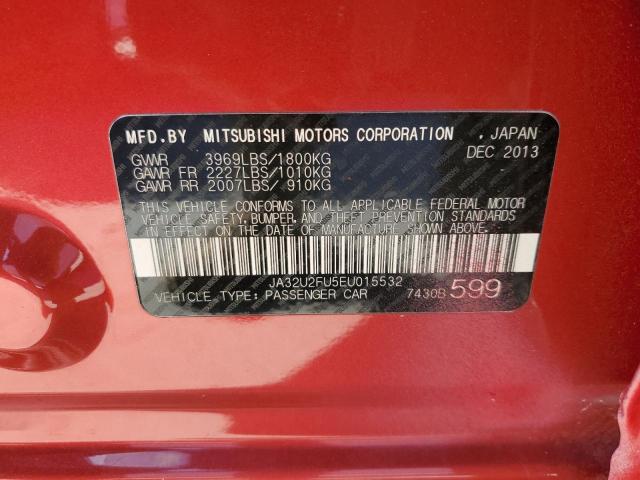 MFD.BY MITSUBISHI MOTORS CORPORATION . JAPAN
DEC 2013
GVWR 3969LBS/1800KG
GAWR FR 2227LBS/1010KG
GAWR RR 2007LBS/ 910KG
THIS VEHICLE CONFORMS TO ALL APPLICABLE FEDERAL MOTOR
VEHICLE SAFETY,BUMPER,AND THEFT PREVENTION STANDARDS
IN EFFECT ON THE DATE OF MANUFACTURE SHOWN ABOVE.
JA32U2FU5EU015532
VEHICLE TYPE: PASSENGER CAR 7430B 599